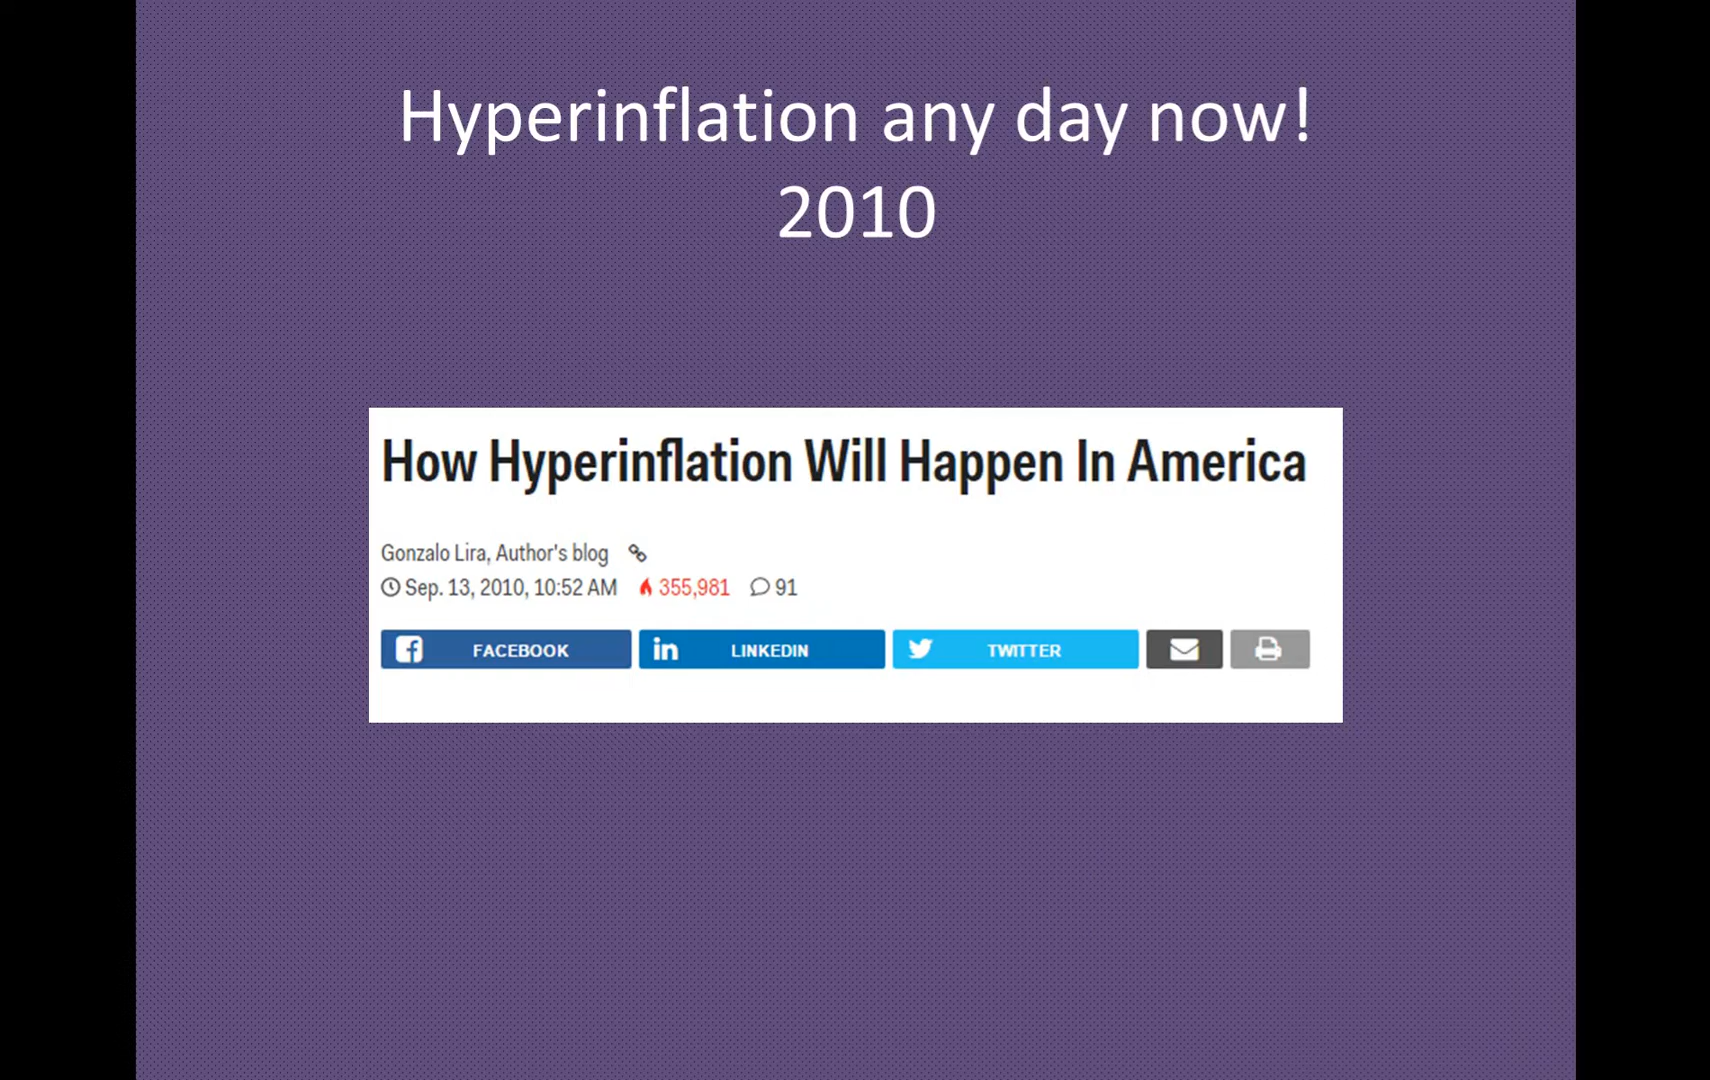 Hyperinflation any day now!
2010
How Hyperinflation Will Happen In America
Gonzalo Lira, Author's blog
Sep. 13, 2010, 10:52 AM 355,981 91
FACEBOOK LINKEDIN TWITTER